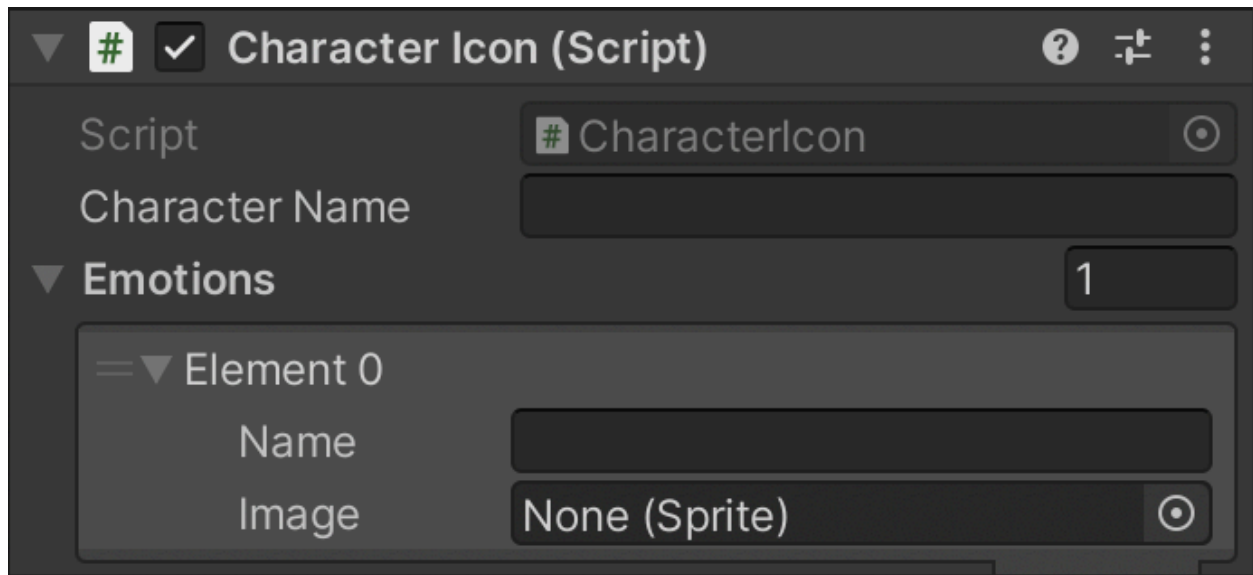 # Character Icon (Script)
Script # CharacterIcon
Character Name
Emotions 1
Element 0
Name
Image None (Sprite)